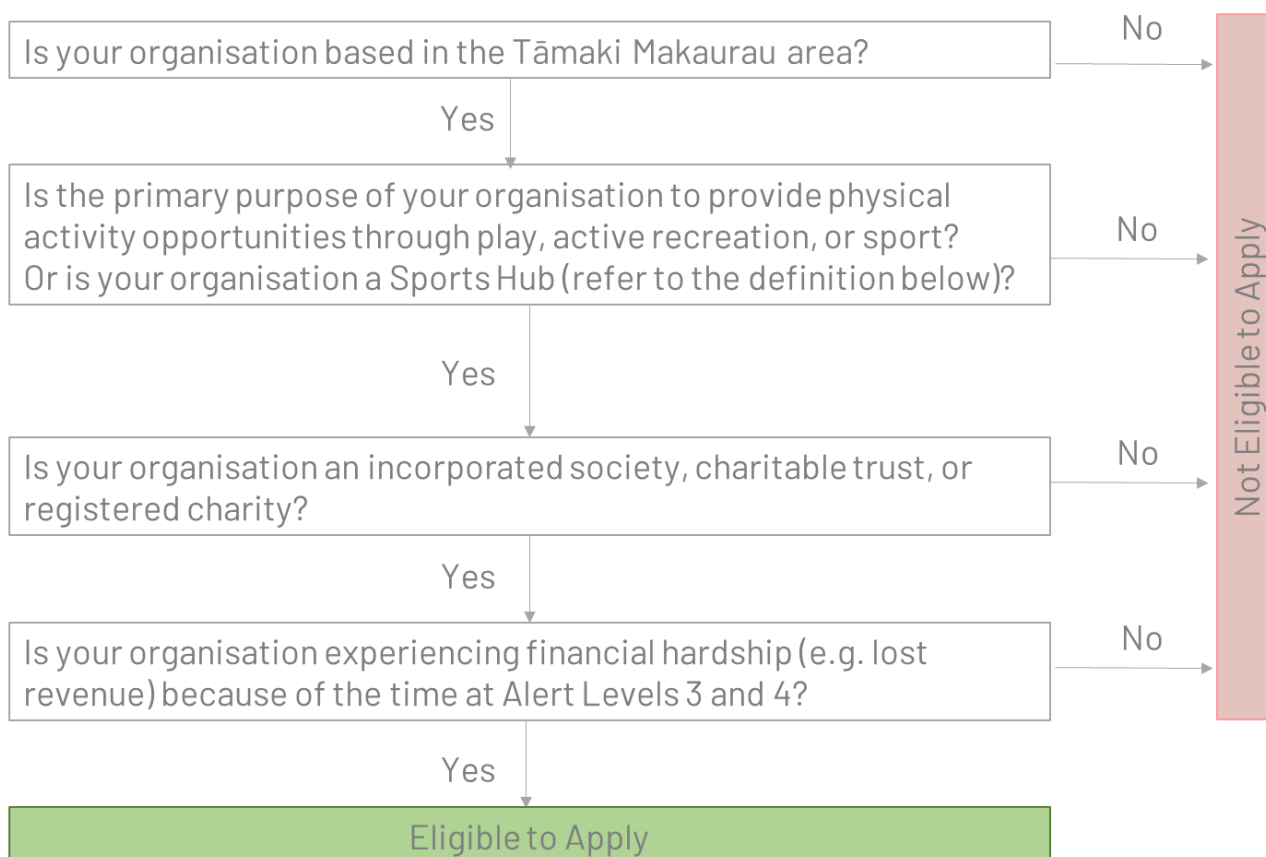 Is your organisation based in the Tāmaki Makaurau area?
No
Yes
Is the primary purpose of your organisation to provide physical
activity opportunities through play, active recreation, or sport?
Or is your organisation a Sports Hub (refer to the definition below)?
No
Yes
Is your organisation an incorporated society, charitable trust, or
registered charity?
No
Yes
Is your organisation experiencing financial hardship (e.g. lost
revenue) because of the time at Alert Levels 3 and 4?
No
Yes
Eligible to Apply
Not Eligible to Apply